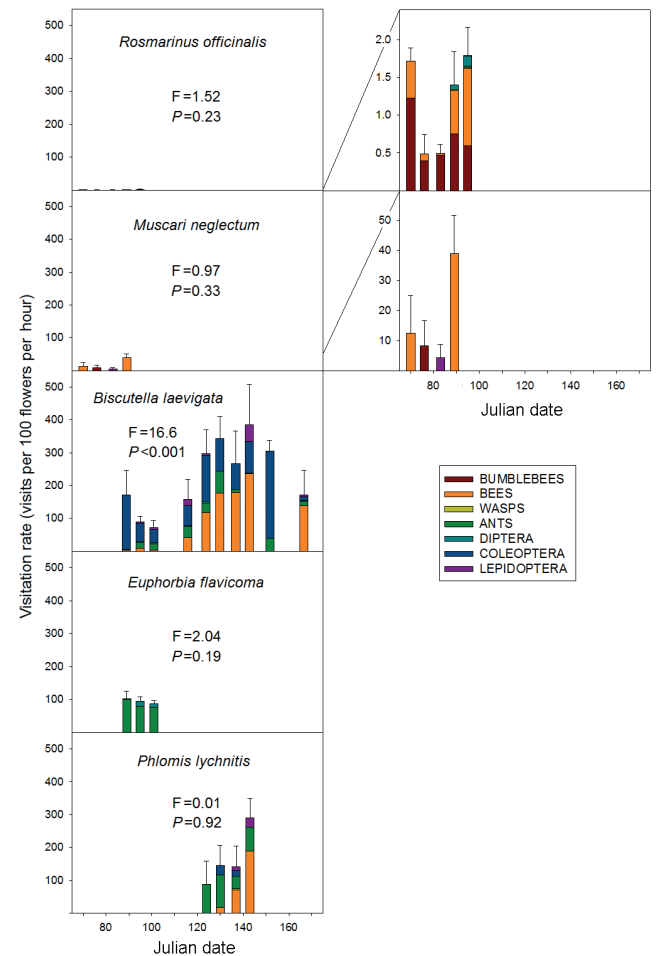 500
400
300
200
100
Rosmarinus officinalis
F=1.52
P=0.23
2.0
1.5
1.0
0.5
500
400
300
200
100
Muscari neglectum
F=0.97
P=0.33
50
40
30
20
10
80 100 120 140 160
Julian date
Visitation rate (visits per 100 flowers per hour)
500
400
300
200
100
Biscutella laevigata
F=16.6
P<0.001
BUMBLEBEES
BEES
WASPS
ANTS
DIPTERA
COLEOPTERA
LEPIDOPTERA
500
400
300
200
100
Euphorbia flavicoma
F=2.04
P=0.19
500
400
300
200
100
Phlomis lychnitis
F=0.01
P=0.92
80 100 120 140 160
Julian date